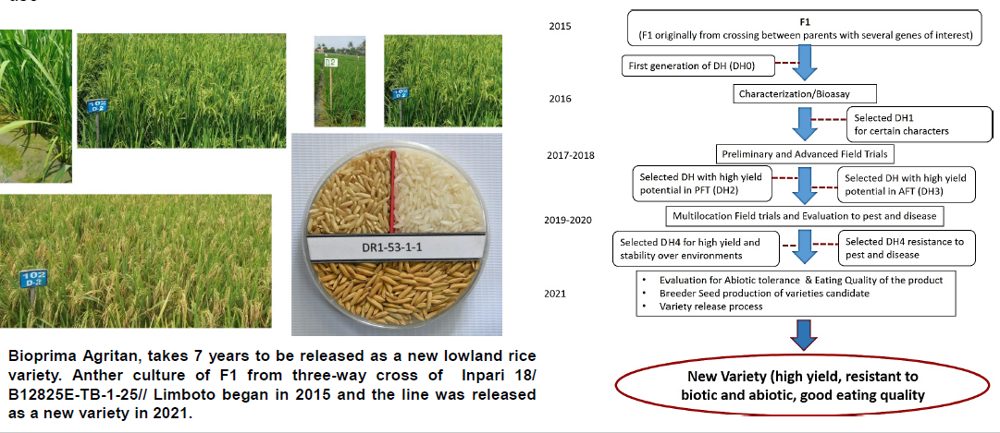 102
D-2
D-2
102
D-2
DR1-53-1-1
102
D-2
Bioprima Agritan, takes 7 years to be released as a new lowland rice
variety. Anther culture of F1 from three-way cross of Inpari 18/
B12825E-TB-1-25// Limboto began in 2015 and the line was released
as a new variety in 2021.
2015
F1
(F1 originally from crossing between parents with several genes of interest)
First generation of DH (DH0)
2016
Characterization/Bioasay
Selected DH1
for certain characters
2017-2018
Preliminary and Advanced Field Trials
Selected DH with high yield
potential in PFT (DH2)
Selected DH with high yield
potential in AFT (DH3)
2019-2020
Multilocation Field trials and Evaluation to pest and disease
Selected DH4 for high yield and
stability over environments
Selected DH4 resistance to
pest and disease
2021
• Evaluation for Abiotic tolerance & Eating Quality of the product
• Breeder Seed production of varieties candidate
• Variety release process
New Variety (high yield, resistant to
biotic and abiotic, good eating quality